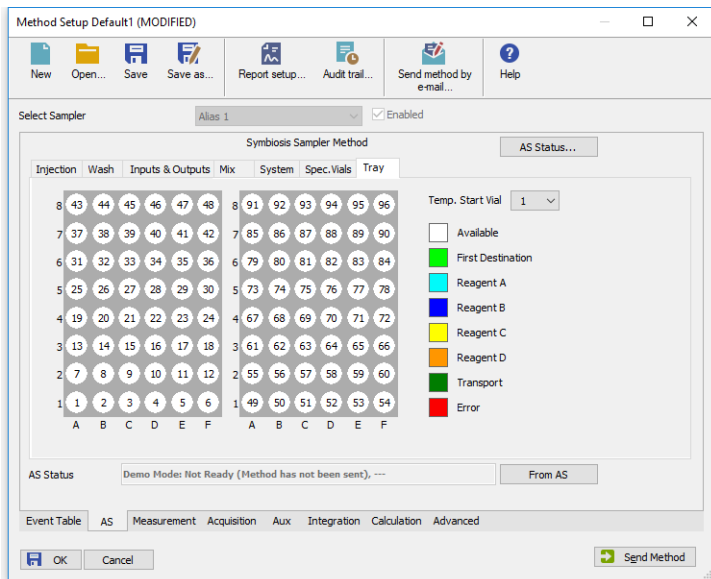 Method Setup Default1 (MODIFIED)
New Open... Save Save as... Report setup... Audit trail... Send method by e-mail... Help
Select Sampler Alias 1 Enabled
Symbiosis Sampler Method AS Status...
Injection Wash Inputs & Outputs Mix System Spec.Vials Tray
8 43 44 45 46 47 48 8 91 92 93 94 95 96 Temp. Start Vial 1
7 37 38 39 40 41 42 7 85 86 87 88 89 90 Available
6 31 32 33 34 35 36 6 79 80 81 82 83 84 First Destination
5 25 26 27 28 29 30 5 73 74 75 76 77 78 Reagent A
Reagent B
4 19 20 21 22 23 24 4 67 68 69 70 71 72
3 13 14 15 16 17 18 3 61 62 63 64 65 66 Reagent C
Reagent D
2 7 8 9 10 11 12 2 55 56 57 58 59 60
Transport
1 1 2 3 4 5 6 1 49 50 51 52 53 54 Error
A B C D E F A B C D E F
AS Status Demo Mode: Not Ready (Method has not been sent), --- From AS
Event Table AS Measurement Acquisition Aux Integration Calculation Advanced
OK Cancel Send Method